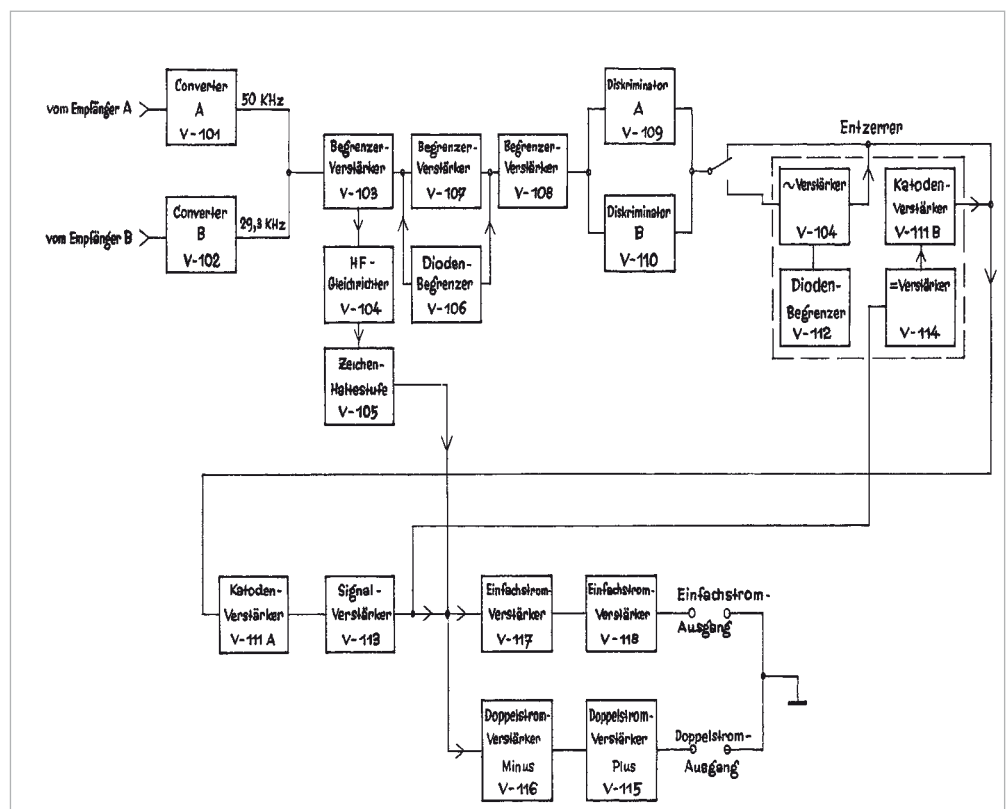 vom Empfänger A
Converter
A
V-101
50 KHz
vom Empfänger B
Converter
B
V-102
29,3 KHz
Begrenzer-
Verstärker
V-103
Begrenzer-
Verstärker
V-107
Begrenzer-
Verstärker
V-108
HF-
Gleichrichter
V-104
Dioden-
Begrenzer
V-106
Zeichen-
Haltestufe
V-105
Diskriminator
A
V-109
Diskriminator
B
V-110
Entzerrer
~Verstärker
V-104
Katoden-
Verstärker
V-111 B
Dioden-
Begrenzer
V-112
=Verstärker
V-114
Katoden-
Verstärker
V-111 A
Signal-
Verstärker
V-113
Einfachstrom-
Verstärker
V-117
Einfachstrom-
Verstärker
V-118
Einfachstrom-
Ausgang
Doppelstrom-
Verstärker
Minus
V-116
Doppelstrom-
Verstärker
Plus
V-115
Doppelstrom-
Ausgang